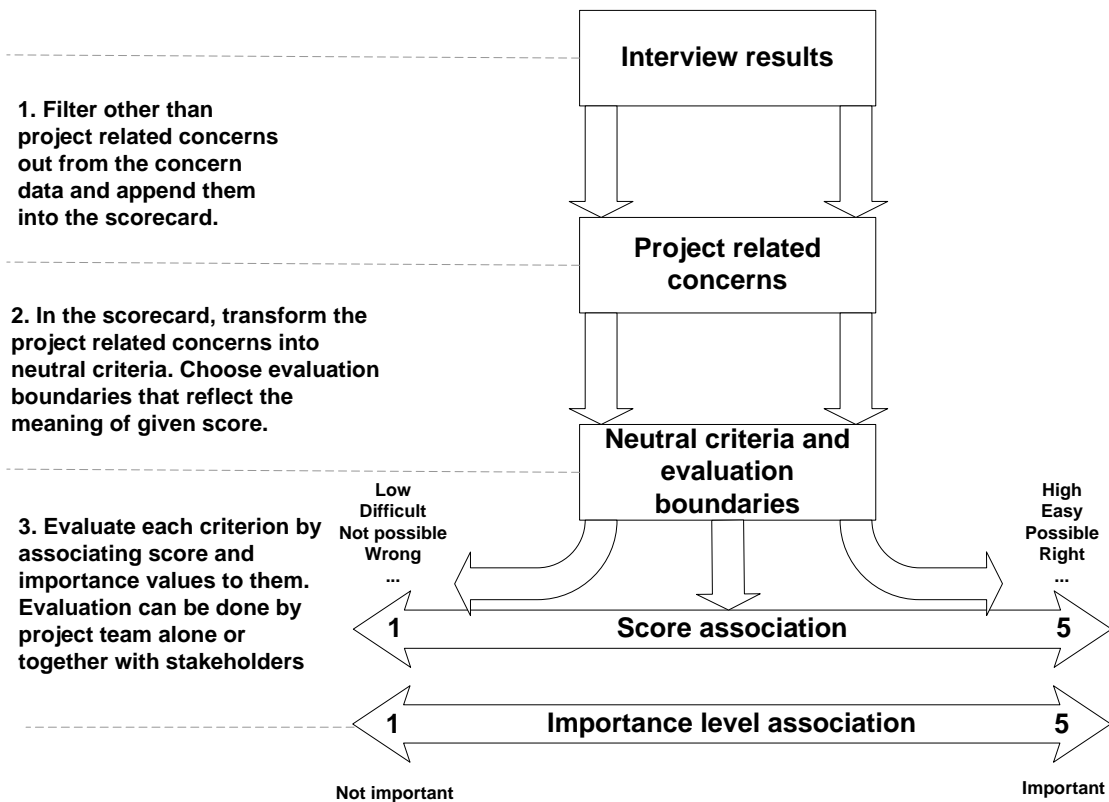 Interview results
1. Filter other than
project related concerns
out from the concern
data and append them
into the scorecard.
Project related
concerns
2. In the scorecard, transform the
project related concerns into
neutral criteria. Choose evaluation
boundaries that reflect the
meaning of given score.
Neutral criteria and
evaluation
boundaries
Low
Difficult
Not possible
Wrong
...
High
Easy
Possible
Right
...
3. Evaluate each criterion by
associating score and
importance values to them.
Evaluation can be done by
project team alone or
together with stakeholders
1 Score association 5
1 Importance level association 5
Not important
Important